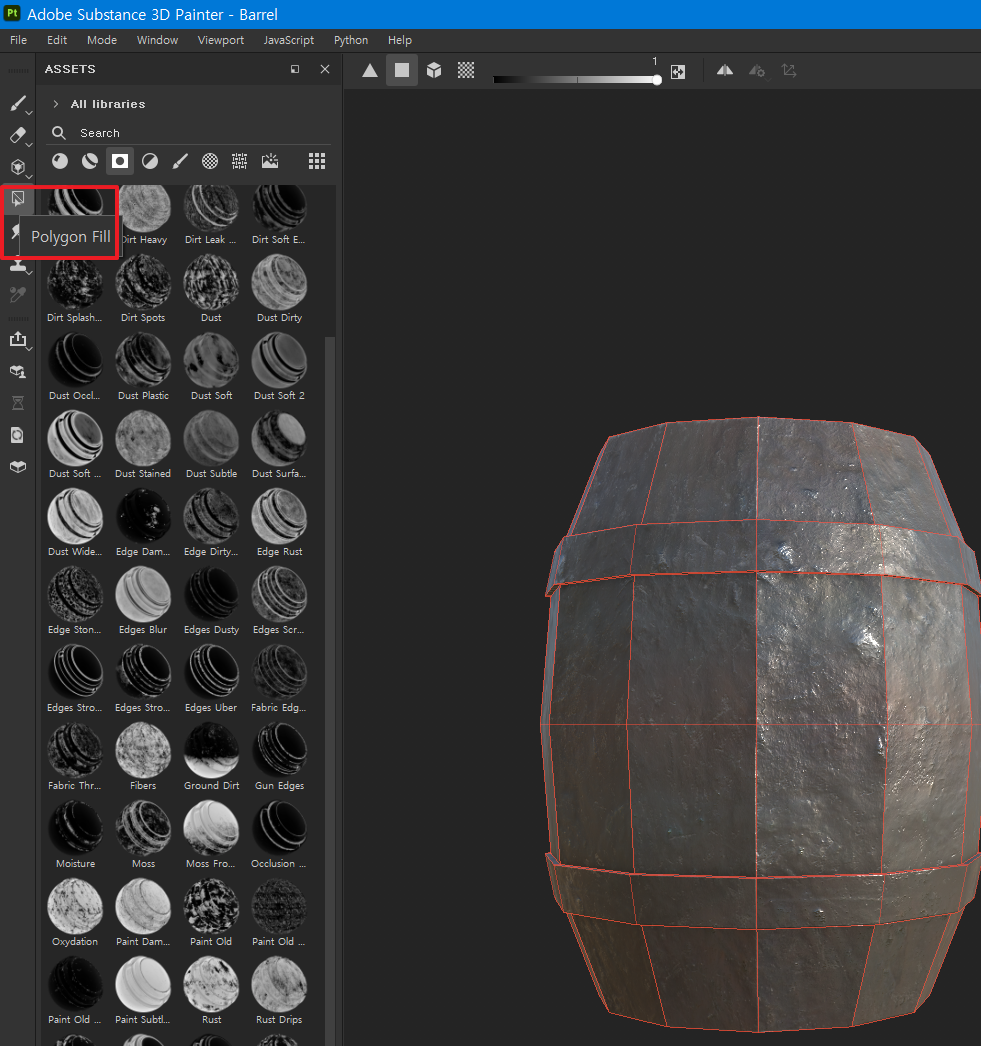 Pt Adobe Substance 3D Painter - Barrel
File Edit Mode Window Viewport JavaScript Python Help
ASSETS
1
All libraries
Search
Dirt Heavy Dirt Leak ... Dirt Soft E...
Polygon Fill
Dirt Splash... Dirt Spots Dust Dust Dirty
Dust Occl... Dust Plastic Dust Soft Dust Soft 2
Dust Soft ... Dust Stained Dust Subtle Dust Surfa...
Dust Wide... Edge Dam... Edge Dirty... Edge Rust
Edge Ston... Edges Blur Edges Dusty Edges Scr...
Edges Stro... Edges Stro... Edges Uber Fabric Edg...
Fabric Thr... Fibers Ground Dirt Gun Edges
Moisture Moss Moss Fro... Occlusion ...
Oxydation Paint Dam... Paint Old Paint Old ...
Paint Old ... Paint Subtl... Rust Rust Drips